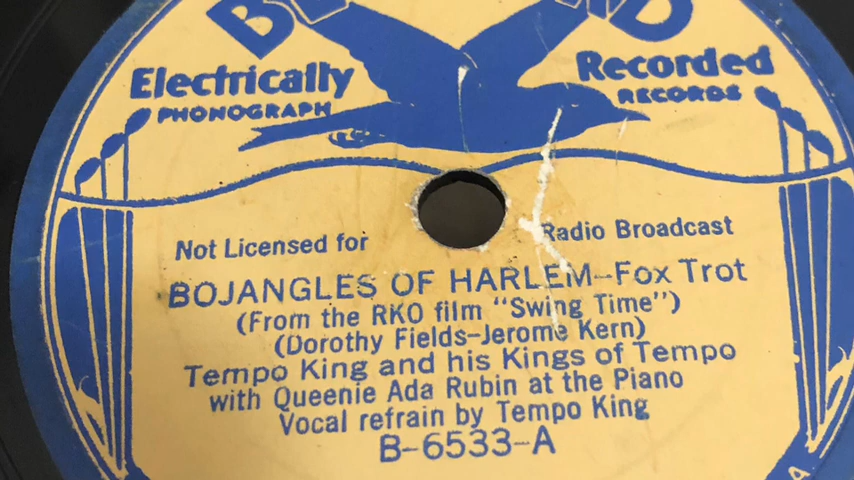 Electrically Recorded
PHONOGRAPH RECORDS
Not Licensed for Radio Broadcast
BOJANGLES OF HARLEM–Fox Trot
(From the RKO film "Swing Time")
(Dorothy Fields–Jerome Kern)
Tempo King and his Kings of Tempo
with Queenie Ada Rubin at the Piano
Vocal refrain by Tempo King
B–6533–A